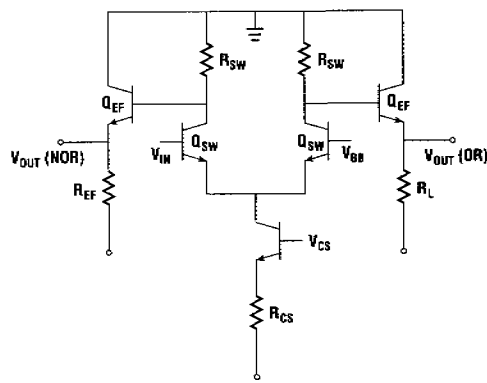 R_SW
R_SW
Q_EF
Q_EF
Q_SW
Q_SW
V_IN
V_BB
V_OUT (NOR)
V_OUT (OR)
R_EF
R_L
V_CS
R_CS